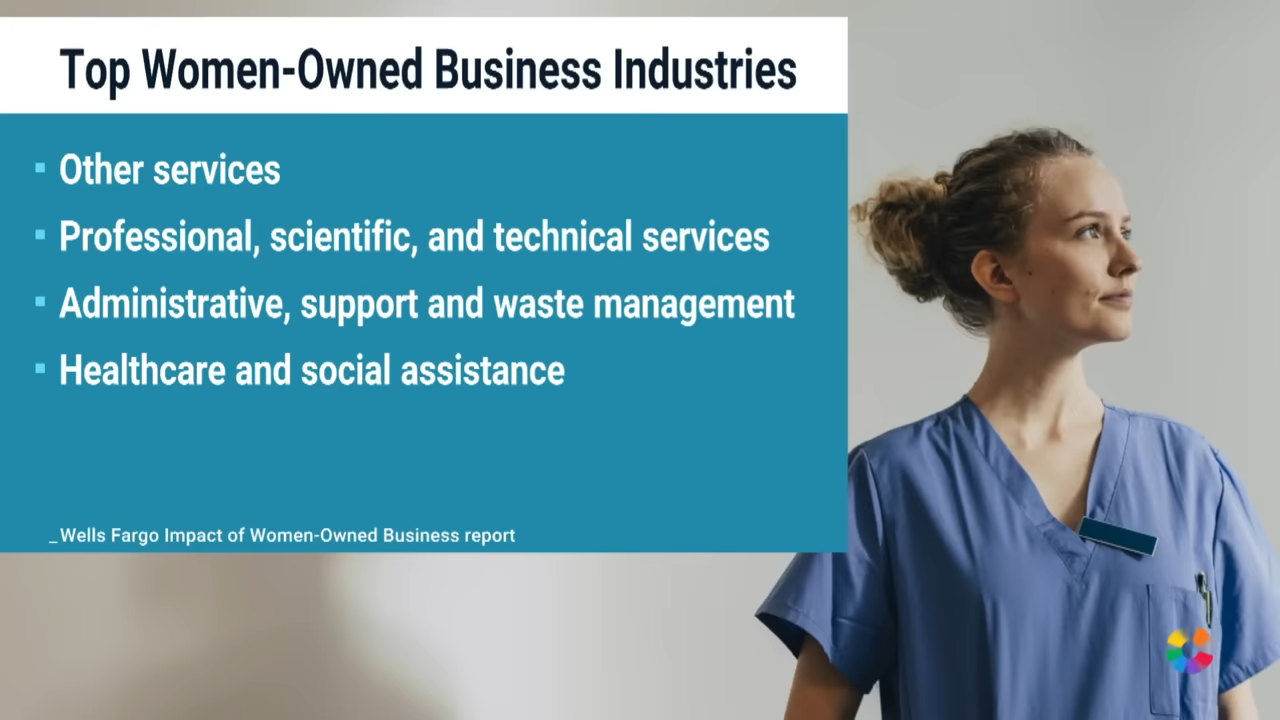 Top Women-Owned Business Industries
▪ Other services
▪ Professional, scientific, and technical services
▪ Administrative, support and waste management
▪ Healthcare and social assistance
_Wells Fargo Impact of Women-Owned Business report